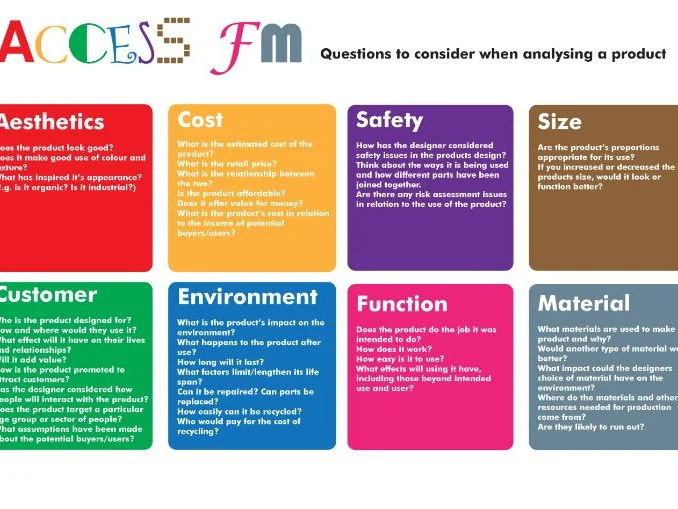 ACCESS FM
Questions to consider when analysing a product
Aesthetics
oes the product look good?
oes it make good use of colour and
exture?
hat has inspired it's appearance?
E.g. is it organic? Is it industrial?)
Cost
What is the estimated cost of the
product?
What is the retail price?
What is the relationship between
the two?
Is the product affordable?
Does it offer value for money?
What is the product's cost in relation
to the income of potential
buyers/users?
Safety
How has the designer considered
safety issues in the products design?
Think about the ways it is being used
and how different parts have been
joined together.
Are there any risk assessment issues
in relation to the use of the product?
Size
Are the product's proportions
appropriate for its use?
If you increased or decreased the
products size, would it look or
function better?
Customer
Who is the product designed for?
How and where would they use it?
What effect will it have on their lives
nd relationships?
Will it add value?
How is the product promoted to
ttract customers?
as the designer considered how
eople will interact with the product?
oes the product target a particular
ge group or sector of people?
What assumptions have been made
bout the potential buyers/users?
Environment
What is the product's impact on the
environment?
What happens to the product after
use?
How long will it last?
What factors limit/lengthen its life
span?
Can it be repaired? Can parts be
replaced?
How easily can it be recycled?
Who would pay for the cost of
recycling?
Function
Does the product do the job it was
intended to do?
How does it work?
How easy is it to use?
What effects will using it have,
including those beyond intended
use and user?
Material
What materials are used to make
product and why?
Would another type of material w
better?
What impact could the designers
choice of material have on the
environment?
Where do the materials and other
resources needed for production
come from?
Are they likely to run out?